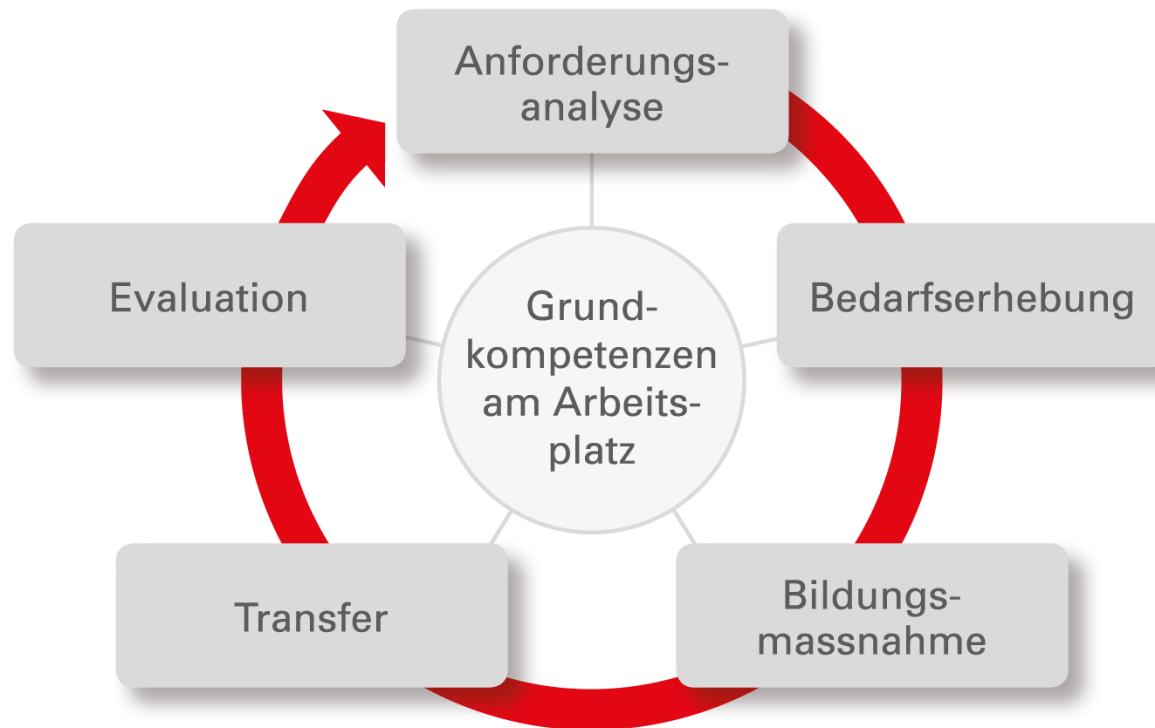 Anforderungs-
analyse
Evaluation
Bedarfserhebung
Grund-
kompetenzen
am Arbeits-
platz
Transfer
Bildungs-
massnahme